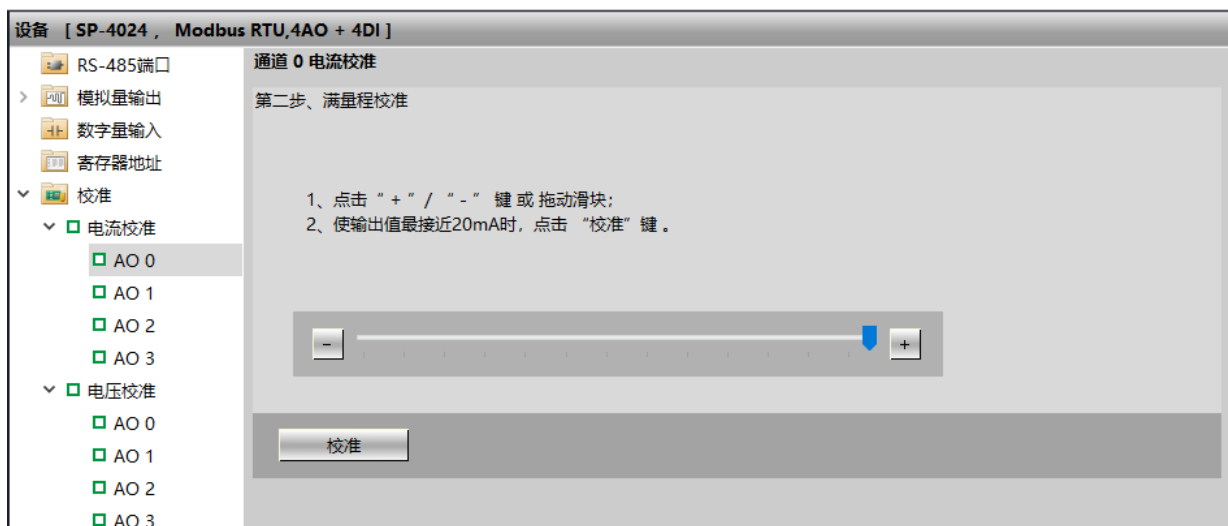 设备 [ SP-4024 , Modbus RTU,4AO + 4DI ]
RS-485端口
模拟量输出
数字量输入
寄存器地址
校准
电流校准
AO 0
AO 1
AO 2
AO 3
电压校准
AO 0
AO 1
AO 2
AO 3
通道 0 电流校准
第二步、满量程校准
1、点击“ + ” / “ - ” 键 或 拖动滑块;
2、使输出值最接近20mA时，点击 “校准”键 。
-
+
校准